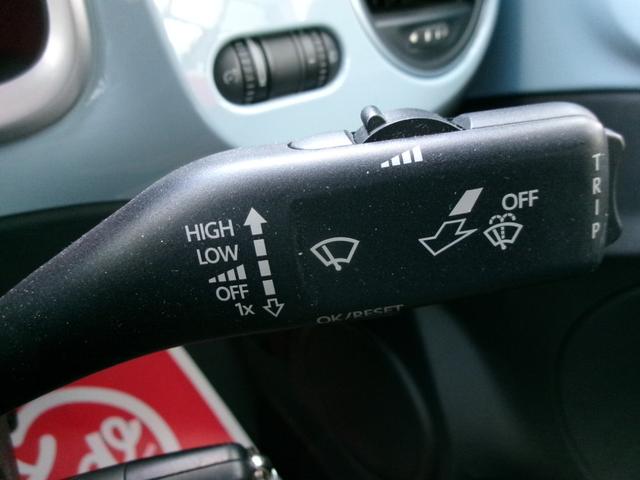 HIGH
LOW
OFF
1x
OFF
OK/RESET
TRIP